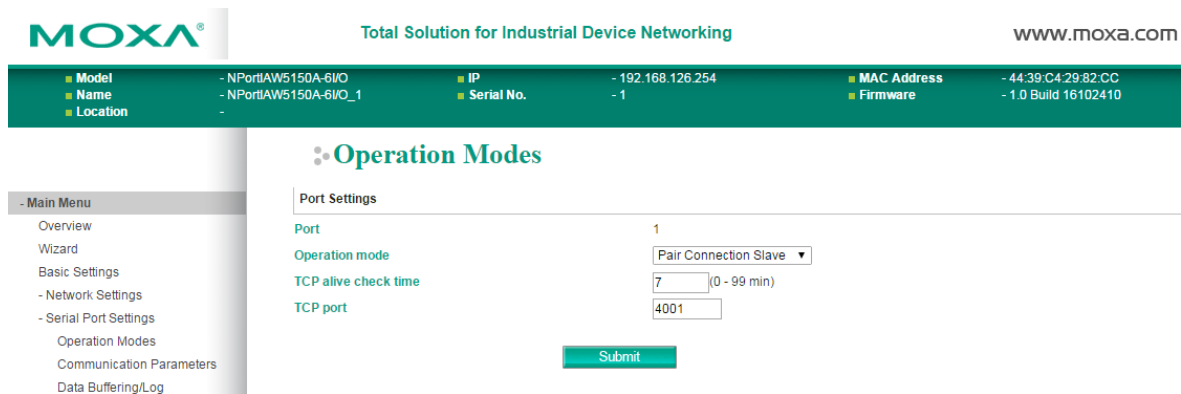 MOXA® Total Solution for Industrial Device Networking www.moxa.com
Model - NPortIAW5150A-6I/O IP - 192.168.126.254 MAC Address - 44:39:C4:29:82:CC
Name - NPortIAW5150A-6I/O_1 Serial No. - 1 Firmware - 1.0 Build 16102410
Location -
Operation Modes
- Main Menu
Overview
Wizard
Basic Settings
- Network Settings
- Serial Port Settings
Operation Modes
Communication Parameters
Data Buffering/Log
Port Settings
Port 1
Operation mode Pair Connection Slave ▼
TCP alive check time 7 (0 - 99 min)
TCP port 4001
Submit